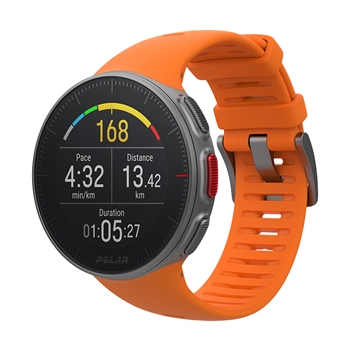 168
Pace Distance
4:32 13.42
min/km km
Duration
01:05:27
POLAR